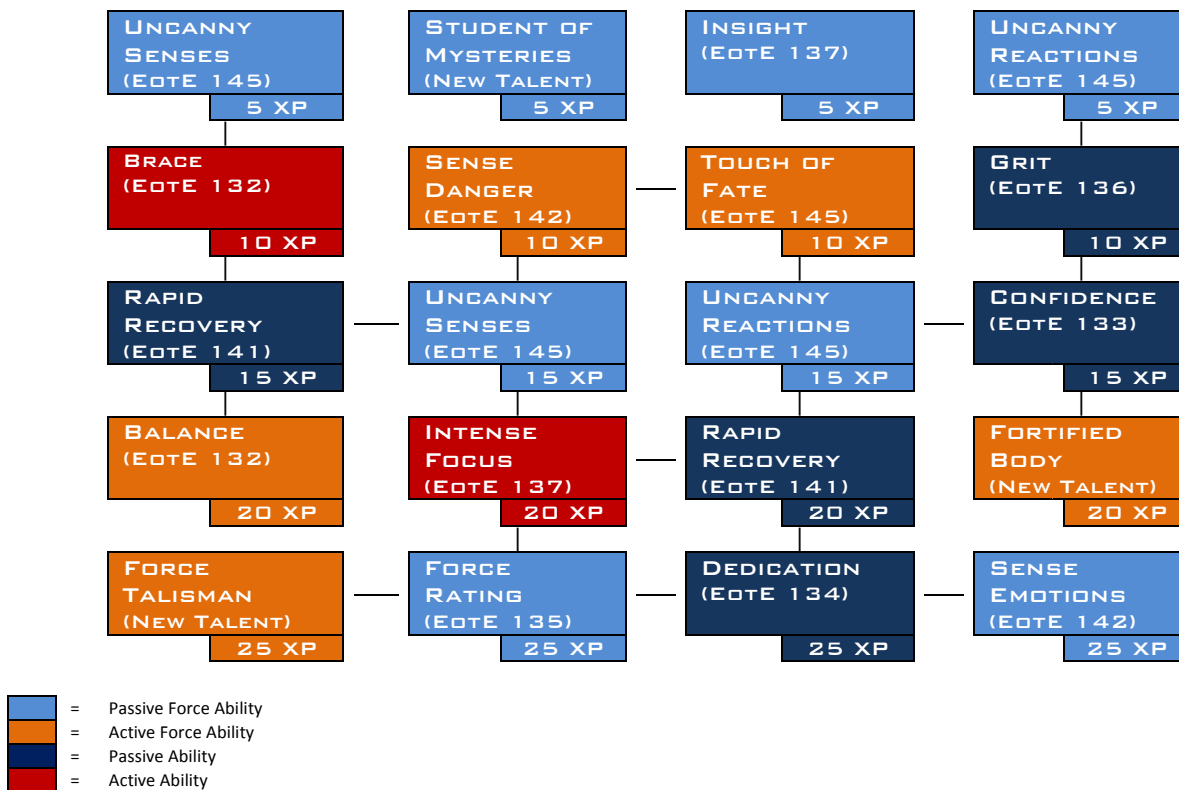 UNCANNY
SENSES
(EOTE 145)
5 XP
STUDENT OF
MYSTERIES
(NEW TALENT)
5 XP
INSIGHT
(EOTE 137)
5 XP
UNCANNY
REACTIONS
(EOTE 145)
5 XP
BRACE
(EOTE 132)
10 XP
SENSE
DANGER
(EOTE 142)
10 XP
TOUCH OF
FATE
(EOTE 145)
10 XP
GRIT
(EOTE 136)
10 XP
RAPID
RECOVERY
(EOTE 141)
15 XP
UNCANNY
SENSES
(EOTE 145)
15 XP
UNCANNY
REACTIONS
(EOTE 145)
15 XP
CONFIDENCE
(EOTE 133)
15 XP
BALANCE
(EOTE 132)
20 XP
INTENSE
FOCUS
(EOTE 137)
20 XP
RAPID
RECOVERY
(EOTE 141)
20 XP
FORTIFIED
BODY
(NEW TALENT)
20 XP
FORCE
TALISMAN
(NEW TALENT)
25 XP
FORCE
RATING
(EOTE 135)
25 XP
DEDICATION
(EOTE 134)
25 XP
SENSE
EMOTIONS
(EOTE 142)
25 XP
= Passive Force Ability
= Active Force Ability
= Passive Ability
= Active Ability